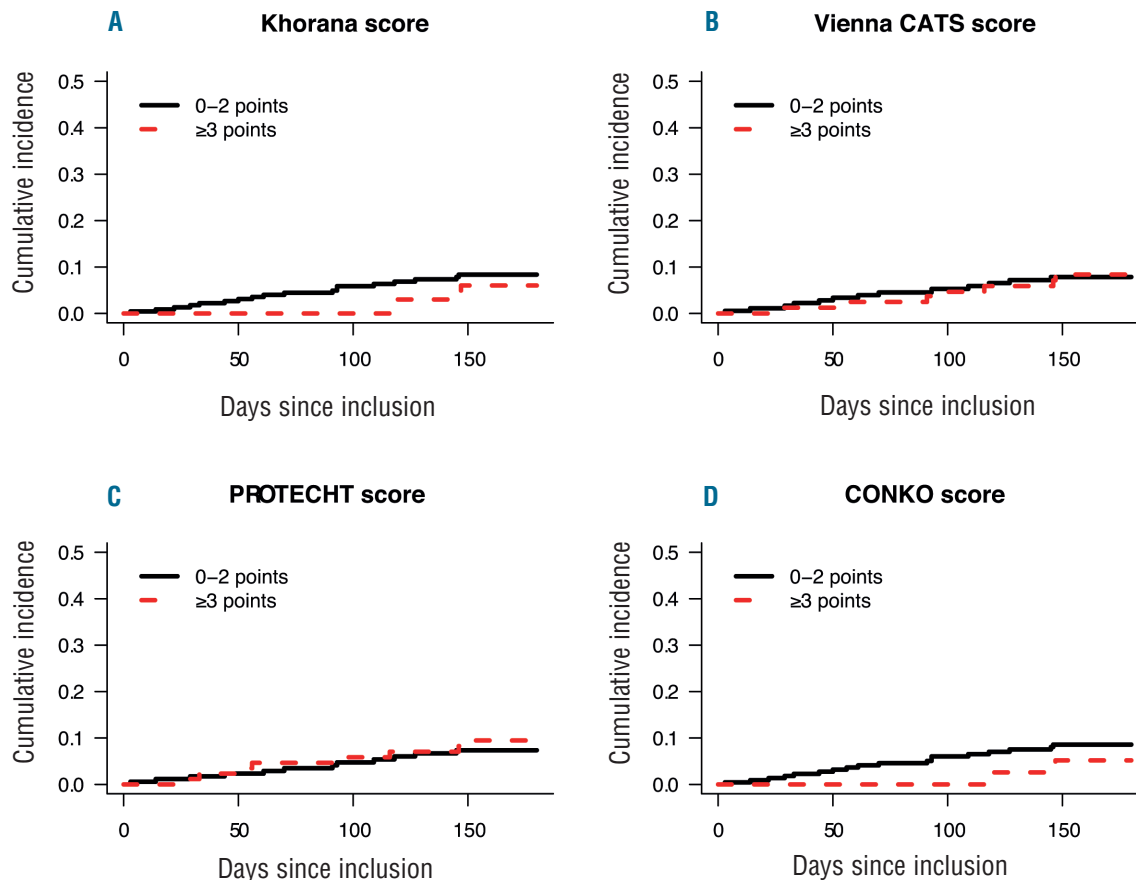 A
Khorana score
Cumulative incidence
0.5
0.4
0.3
0.2
0.1
0.0
0–2 points
≥3 points
0 50 100 150
Days since inclusion
B
Vienna CATS score
Cumulative incidence
0.5
0.4
0.3
0.2
0.1
0.0
0–2 points
≥3 points
0 50 100 150
Days since inclusion
C
PROTECHT score
Cumulative incidence
0.5
0.4
0.3
0.2
0.1
0.0
0–2 points
≥3 points
0 50 100 150
Days since inclusion
D
CONKO score
Cumulative incidence
0.5
0.4
0.3
0.2
0.1
0.0
0–2 points
≥3 points
0 50 100 150
Days since inclusion